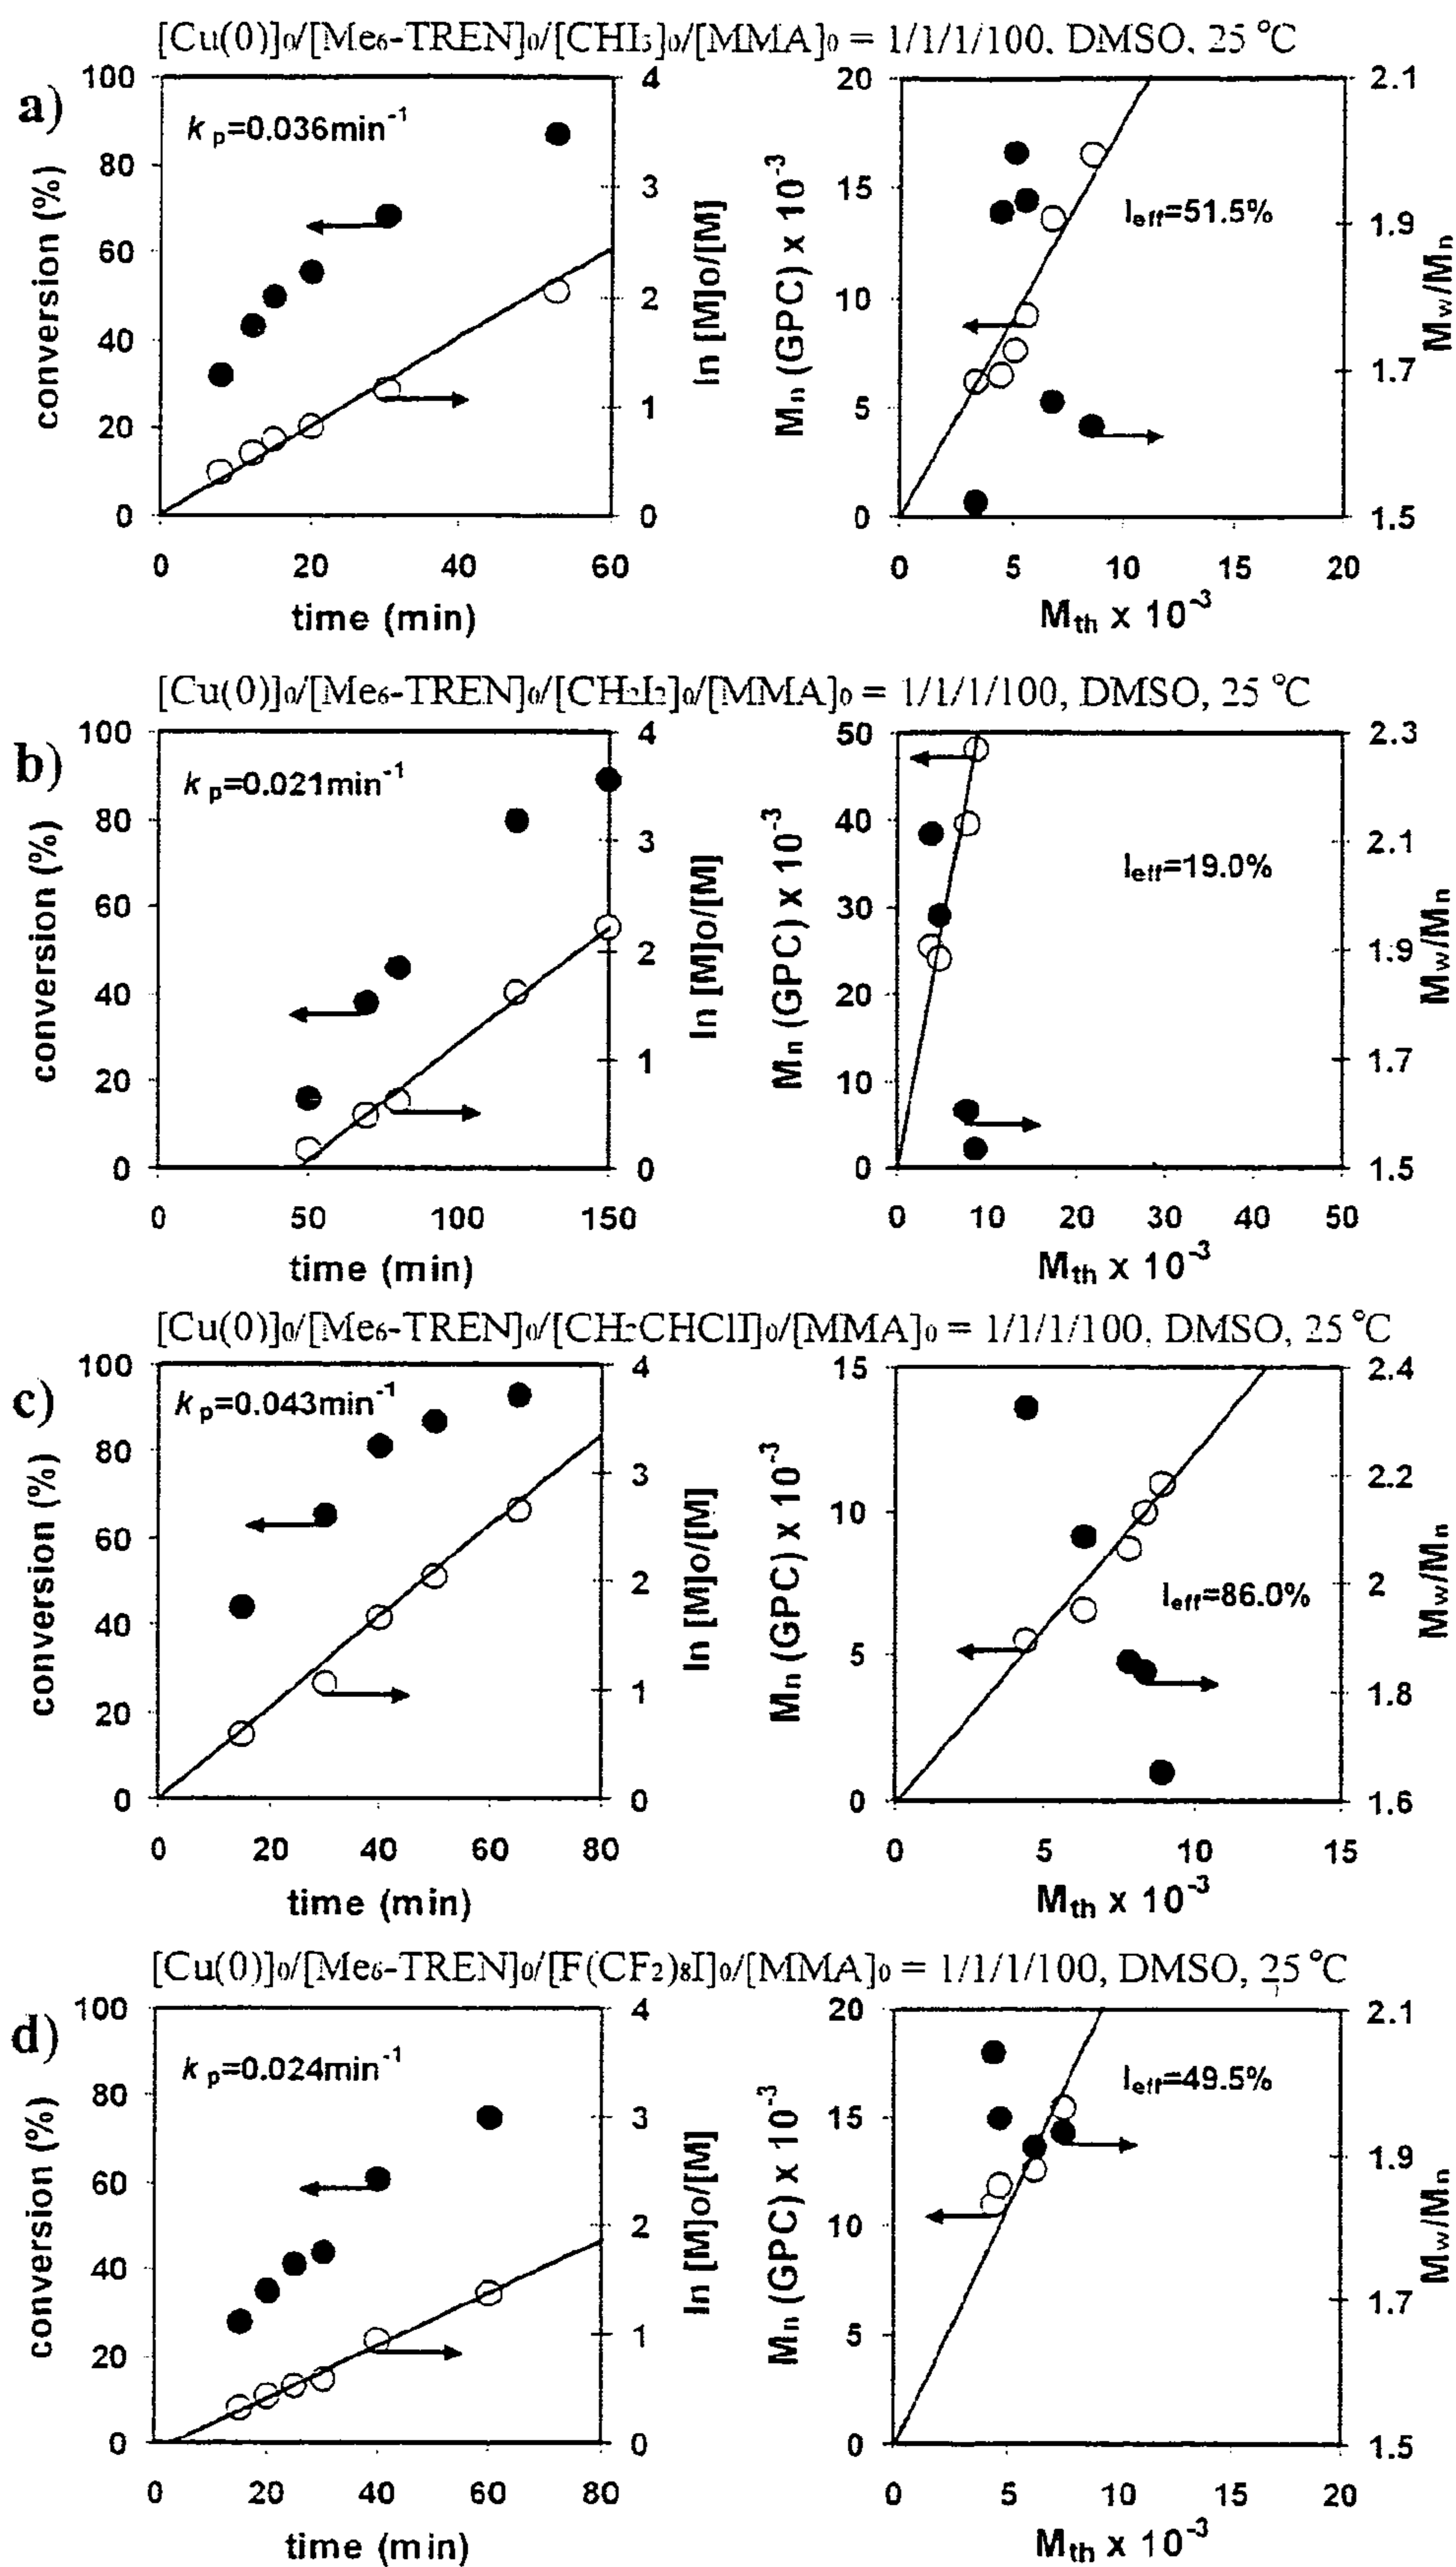 [Cu(0)]0/[Me6-TREN]0/[CHI3]0/[MMA]0 = 1/1/1/100. DMSO. 25 °C
a)
100
80
60
40
20
0
conversion (%)
k p=0.036min-1
4
3
2
1
0
ln [M]o/[M]
0 20 40 60
time (min)
20
15
10
5
0
Mn (GPC) x 10-3
Ieff=51.5%
2.1
1.9
1.7
1.5
Mw/Mn
0 5 10 15 20
Mth x 10-3
[Cu(0)]0/[Me6-TREN]0/[CH2I2]0/[MMA]0 = 1/1/1/100, DMSO, 25 °C
b)
100
80
60
40
20
0
conversion (%)
k p=0.021min-1
4
3
2
1
0
ln [M]o/[M]
0 50 100 150
time (min)
50
40
30
20
10
0
Mn (GPC) x 10-3
Ieff=19.0%
2.3
2.1
1.9
1.7
1.5
Mw/Mn
0 10 20 30 40 50
Mth x 10-3
[Cu(0)]0/[Me6-TREN]0/ /[MMA]0 = 1/1/1/100. DMSO, 25 °C
c)
100
80
60
40
20
0
conversion (%)
k p=0.043min-1
4
3
2
1
0
ln [M]o/[M]
0 20 40 60 80
time (min)
15
10
5
0
Mn (GPC) x 10-3
Ieff=86.0%
2.4
2.2
2
1.8
1.6
Mw/Mn
0 5 10 15
Mth x 10-3
[Cu(0)]0/[Me6-TREN]0/[F(CF2)8I]0/[MMA]0 = 1/1/1/100, DMSO, 25 °C
d)
100
80
60
40
20
0
conversion (%)
k p=0.024min-1
4
3
2
1
0
ln [M]o/[M]
0 20 40 60 80
time (min)
20
15
10
5
0
Mn (GPC) x 10-3
Ieff=49.5%
2.1
1.9
1.7
1.5
Mw/Mn
0 5 10 15 20
Mth x 10-3